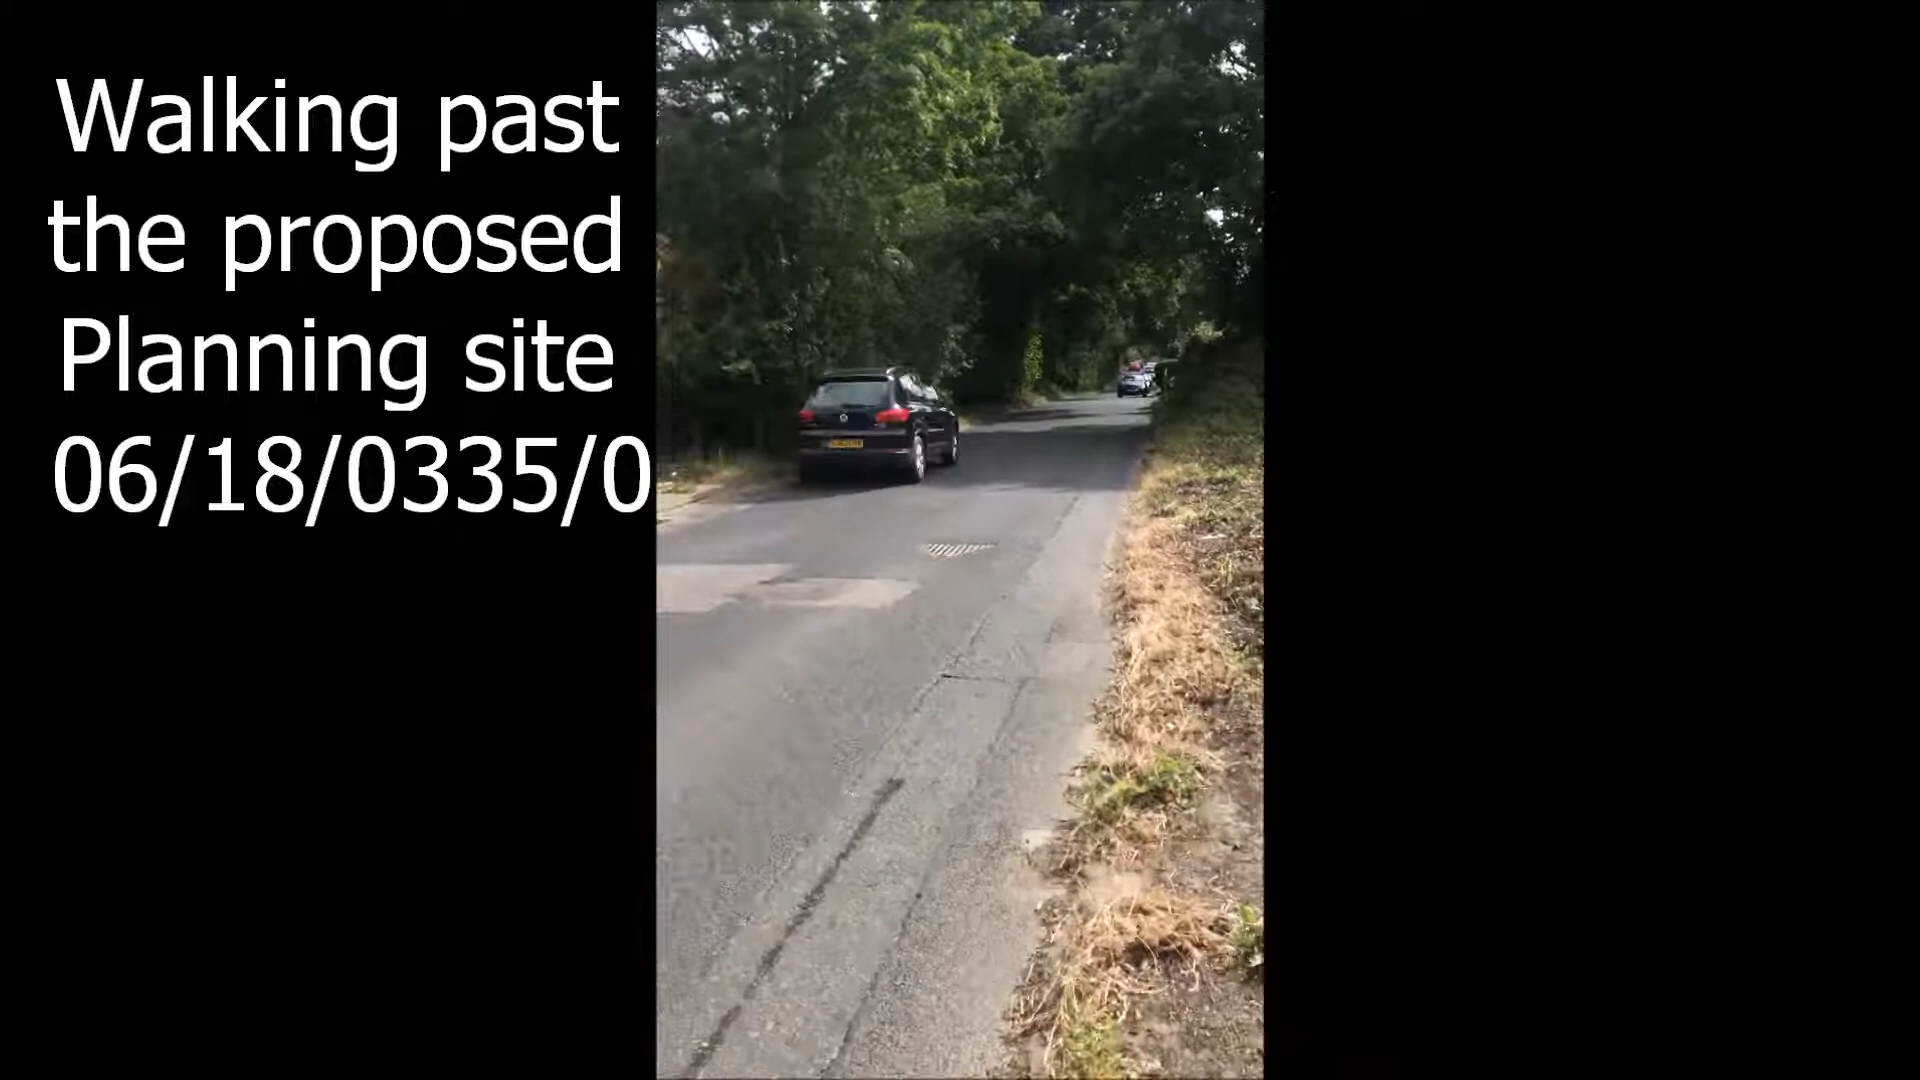 Walking past
the proposed
Planning site
06/18/0335/0